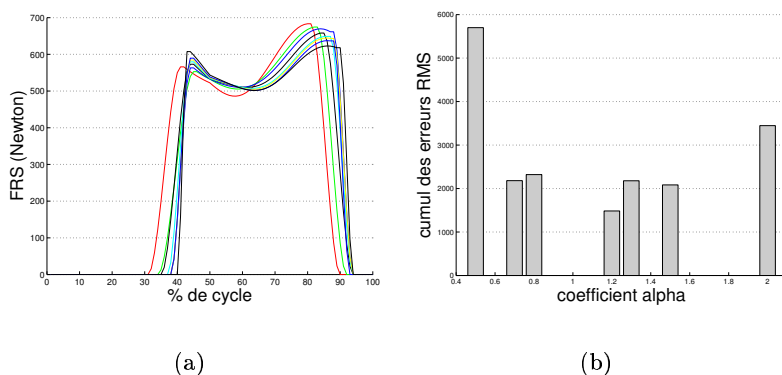 700
600
500
400
300
200
100
0
FRS (Newton)
0 10 20 30 40 50 60 70 80 90 100
% de cycle
(a)
6000
5000
4000
3000
2000
1000
0
cumul des erreurs RMS
0.4 0.6 0.8 1 1.2 1.4 1.6 1.8 2
coefficient alpha
(b)